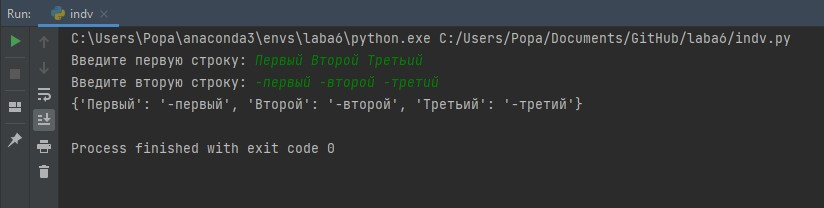 Run: indv
C:\Users\Popa\anaconda3\envs\laba6\python.exe C:/Users/Popa/Documents/GitHub/laba6/indv.py
Введите первую строку: Первый Второй Третьий
Введите вторую строку: -первый -второй -третий
{'Первый': '-первый', 'Второй': '-второй', 'Третьий': '-третий'}
Process finished with exit code 0